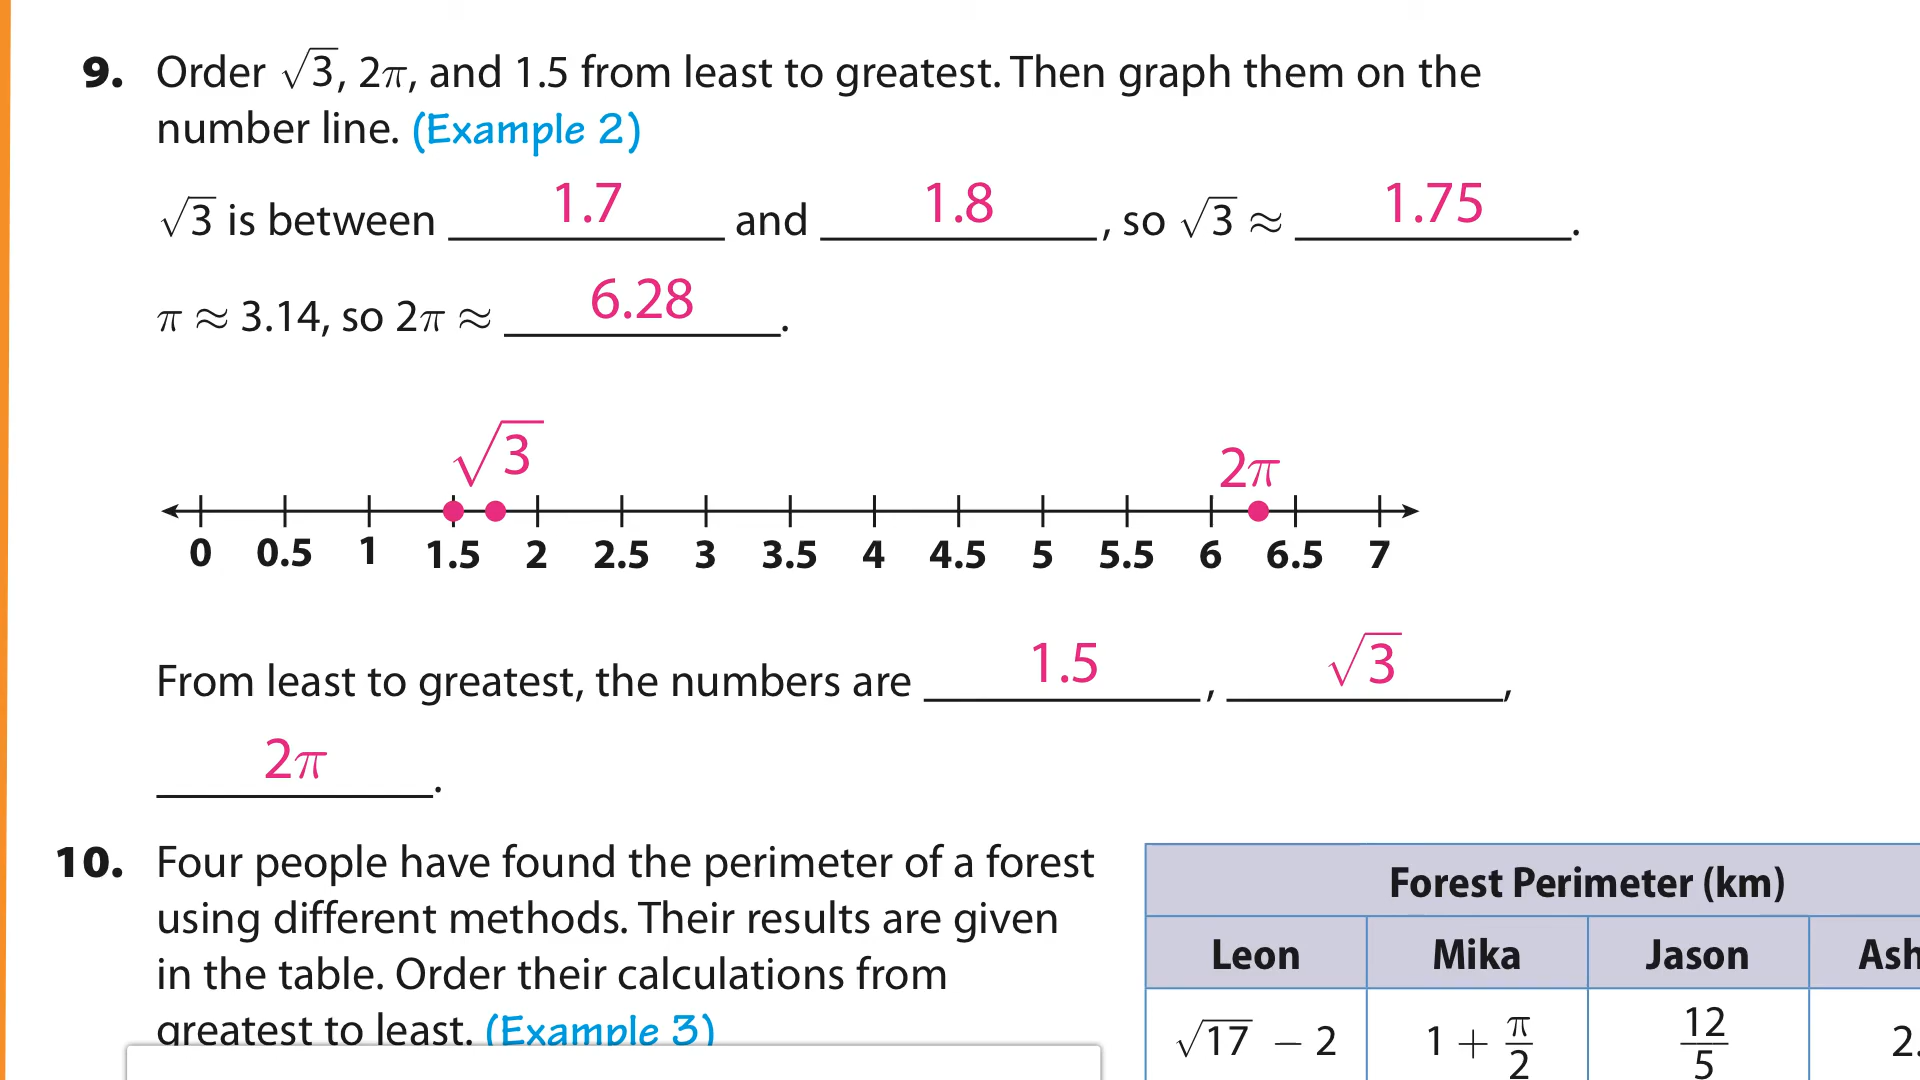 9. Order √3, 2π, and 1.5 from least to greatest. Then graph them on the
number line. (Example 2)
√3 is between 1.7 and 1.8, so √3 ≈ 1.75.
π ≈ 3.14, so 2π ≈ 6.28.
√3 2π
0 0.5 1 1.5 2 2.5 3 3.5 4 4.5 5 5.5 6 6.5 7
From least to greatest, the numbers are 1.5, √3,
2π.
10. Four people have found the perimeter of a forest
using different methods. Their results are given
in the table. Order their calculations from
greatest to least. (Example 3)
Forest Perimeter (km)
Leon Mika Jason
√17 − 2 1 + π/2 12/5 2.